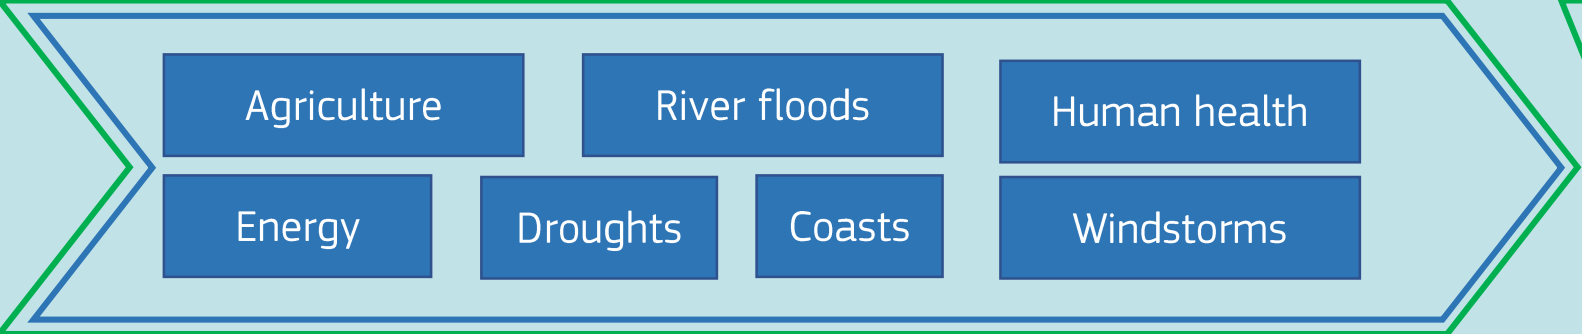 Agriculture
River floods
Human health
Energy
Droughts
Coasts
Windstorms